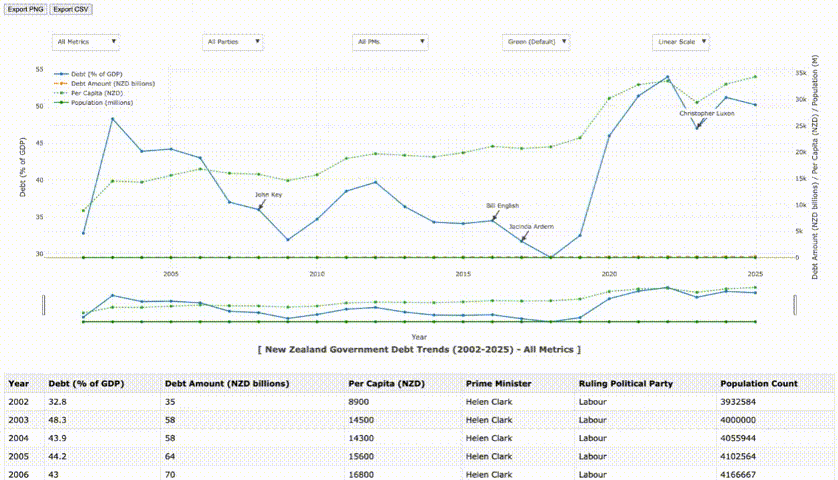 Export PNG Export CSV
All Metrics ▼ All Parties ▼ All PMs ▼ Green (Default) ▼ Linear Scale ▼
Debt (% of GDP)
Debt Amount (NZD billions)
Per Capita (NZD)
Population (millions)
55
50
45
40
35
30
Debt (% of GDP)
35k
30k
25k
20k
15k
10k
5k
0
Debt Amount (NZD billions) / Per Capita (NZD) / Population (M)
John Key
Bill English
Jacinda Ardern
Christopher Luxon
2005 2010 2015 2020 2025
Year
[ New Zealand Government Debt Trends (2002-2025) - All Metrics ]
Year Debt (% of GDP) Debt Amount (NZD billions) Per Capita (NZD) Prime Minister Ruling Political Party Population Count
2002 32.8 35 8900 Helen Clark Labour 3932584
2003 48.3 58 14500 Helen Clark Labour 4000000
2004 43.9 58 14300 Helen Clark Labour 4055944
2005 44.2 64 15600 Helen Clark Labour 4102564
2006 43 70 16800 Helen Clark Labour 4166667